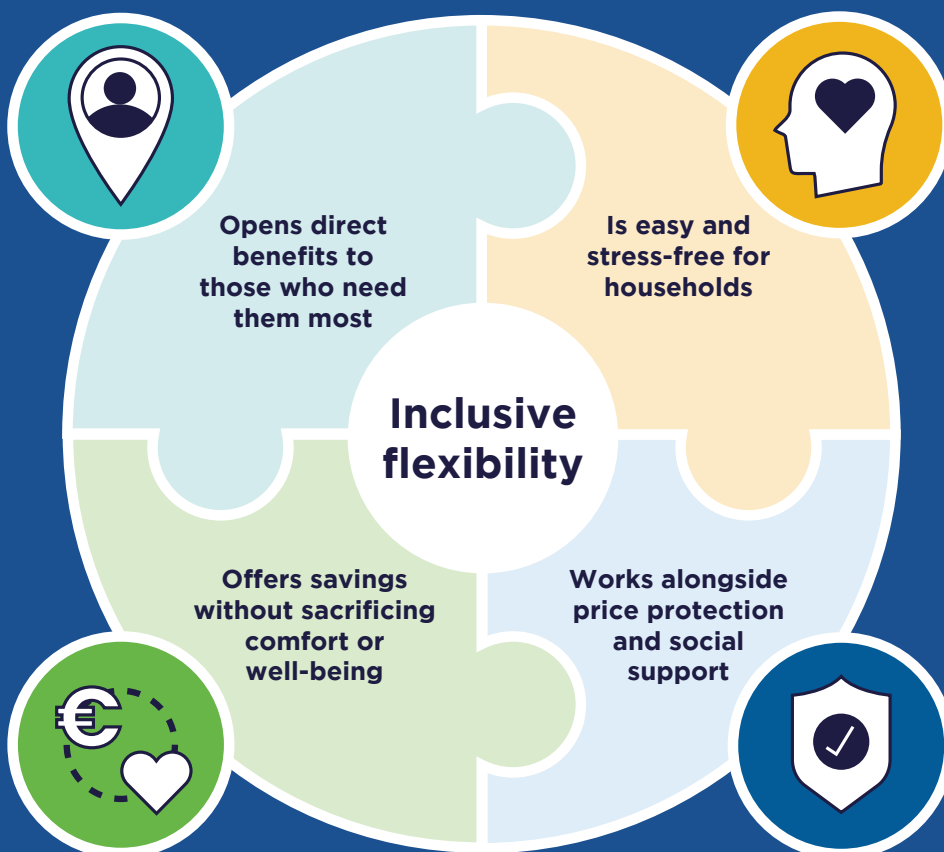 Opens direct
benefits to
those who need
them most
Is easy and
stress-free for
households
Inclusive
flexibility
Offers savings
without sacrificing
comfort or
well-being
Works alongside
price protection
and social
support
€